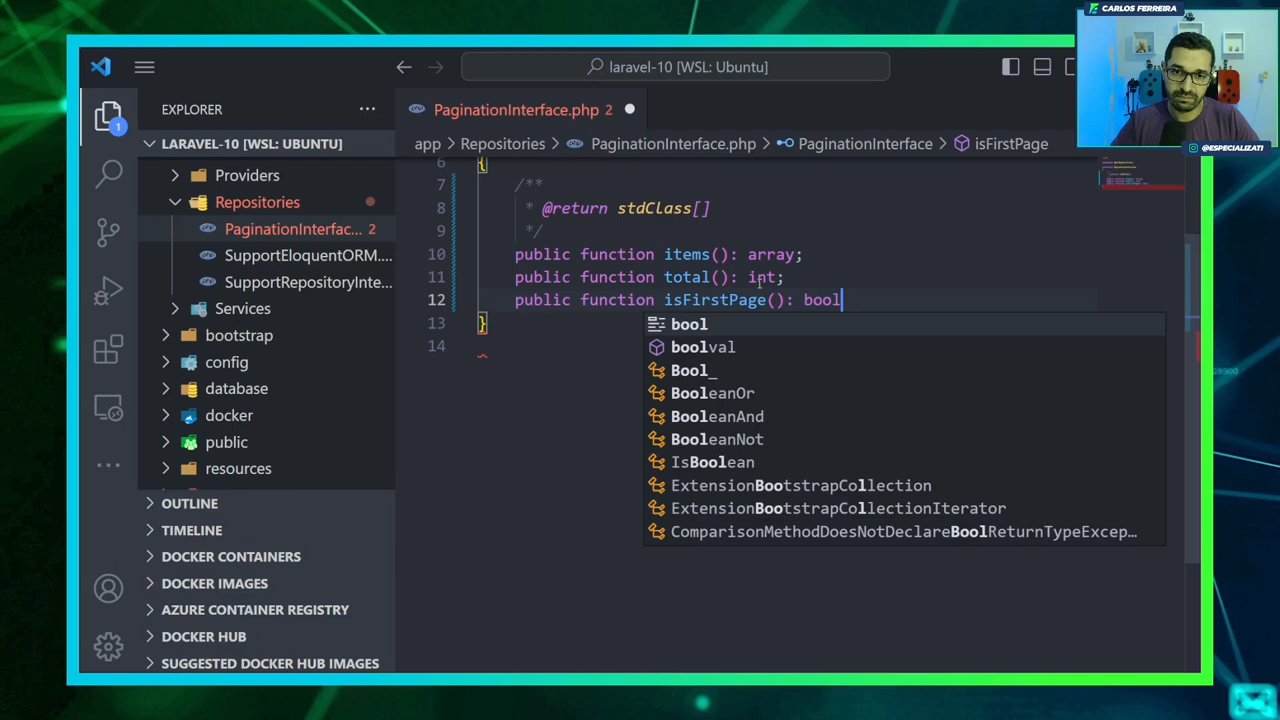 CARLOS FERREIRA
@ESPECIALIZATI
laravel-10 [WSL: Ubuntu]
EXPLORER
PaginationInterface.php 2
LARAVEL-10 [WSL: UBUNTU]
app > Repositories > PaginationInterface.php > PaginationInterface > isFirstPage
1
Providers
Repositories
PaginationInterfac... 2
SupportEloquentORM....
SupportRepositoryInte...
Services
bootstrap
config
database
docker
public
resources
OUTLINE
TIMELINE
DOCKER CONTAINERS
DOCKER IMAGES
AZURE CONTAINER REGISTRY
DOCKER HUB
SUGGESTED DOCKER HUB IMAGES
6 {
7 /**
8 * @return stdClass[]
9 */
10 public function items(): array;
11 public function total(): int;
12 public function isFirstPage(): bool
13 }
14
bool
boolval
Bool_
BooleanOr
BooleanAnd
BooleanNot
IsBoolean
ExtensionBootstrapCollection
ExtensionBootstrapCollectionIterator
ComparisonMethodDoesNotDeclareBoolReturnTypeExcep...